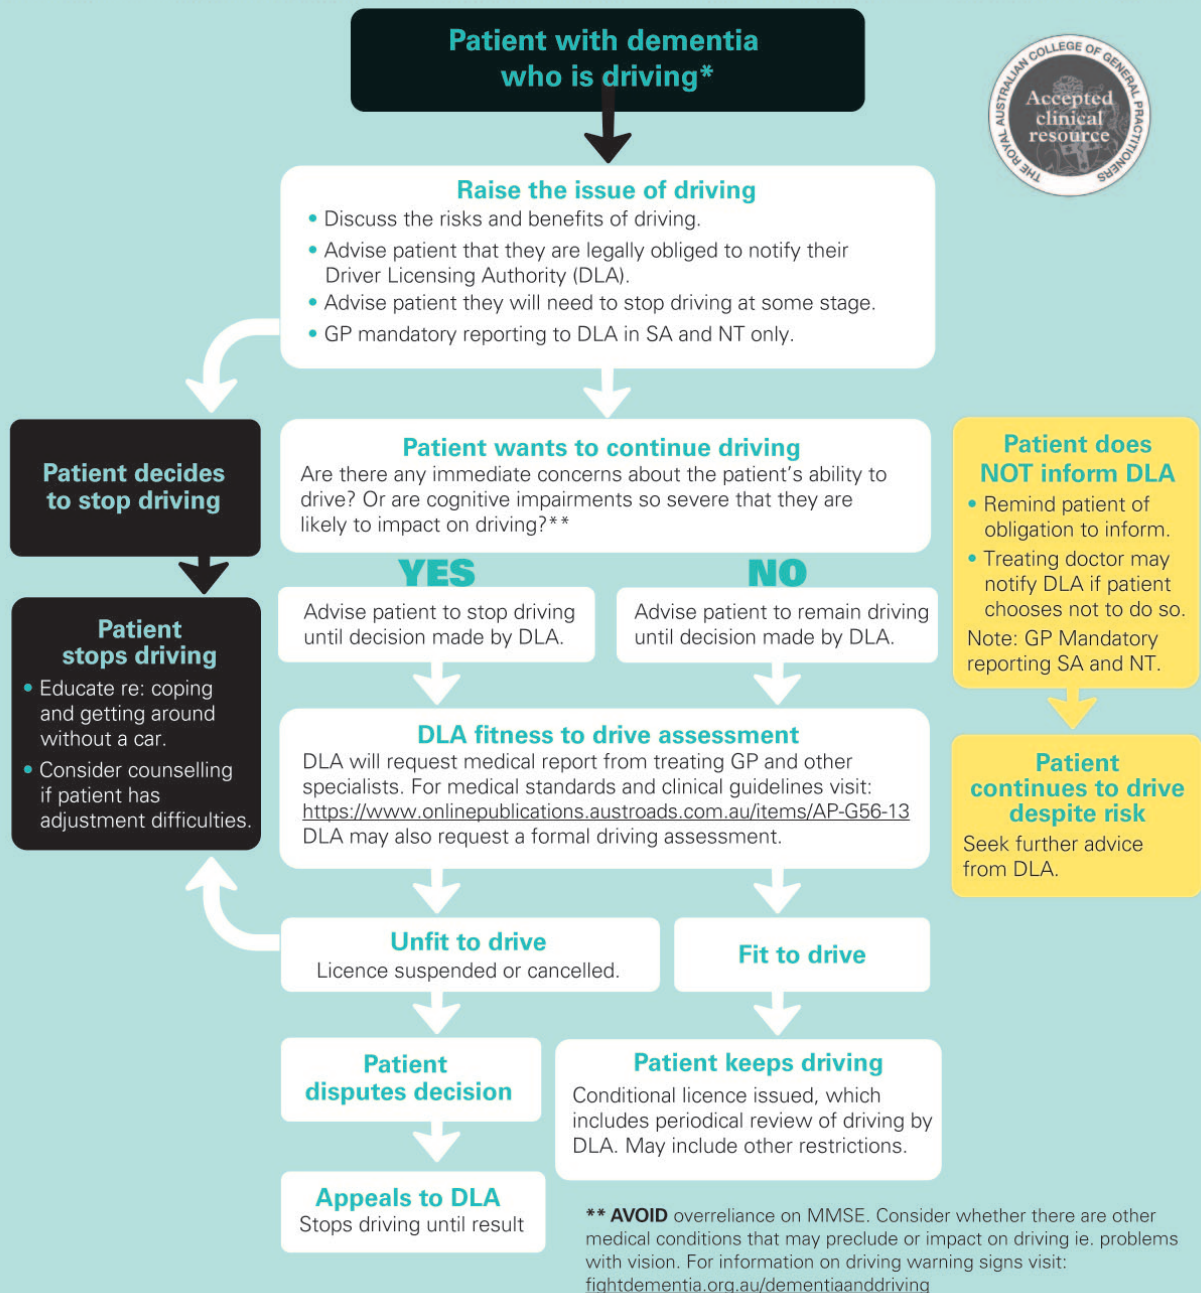 Patient with dementia
who is driving*
THE ROYAL AUSTRALIAN COLLEGE OF GENERAL PRACTITIONERS
Accepted
clinical
resource
Raise the issue of driving
• Discuss the risks and benefits of driving.
• Advise patient that they are legally obliged to notify their
Driver Licensing Authority (DLA).
• Advise patient they will need to stop driving at some stage.
• GP mandatory reporting to DLA in SA and NT only.
Patient decides
to stop driving
Patient
stops driving
• Educate re: coping
and getting around
without a car.
• Consider counselling
if patient has
adjustment difficulties.
Patient wants to continue driving
Are there any immediate concerns about the patient's ability to
drive? Or are cognitive impairments so severe that they are
likely to impact on driving?**
YES
Advise patient to stop driving
until decision made by DLA.
NO
Advise patient to remain driving
until decision made by DLA.
DLA fitness to drive assessment
DLA will request medical report from treating GP and other
specialists. For medical standards and clinical guidelines visit:
https://www.onlinepublications.austroads.com.au/items/AP-G56-13
DLA may also request a formal driving assessment.
Unfit to drive
Licence suspended or cancelled.
Fit to drive
Patient
disputes decision
Appeals to DLA
Stops driving until result
Patient keeps driving
Conditional licence issued, which
includes periodical review of driving by
DLA. May include other restrictions.
Patient does
NOT inform DLA
• Remind patient of
obligation to inform.
• Treating doctor may
notify DLA if patient
chooses not to do so.
Note: GP Mandatory
reporting SA and NT.
Patient
continues to drive
despite risk
Seek further advice
from DLA.
** AVOID overreliance on MMSE. Consider whether there are other
medical conditions that may preclude or impact on driving ie. problems
with vision. For information on driving warning signs visit:
fightdementia.org.au/dementiaanddriving